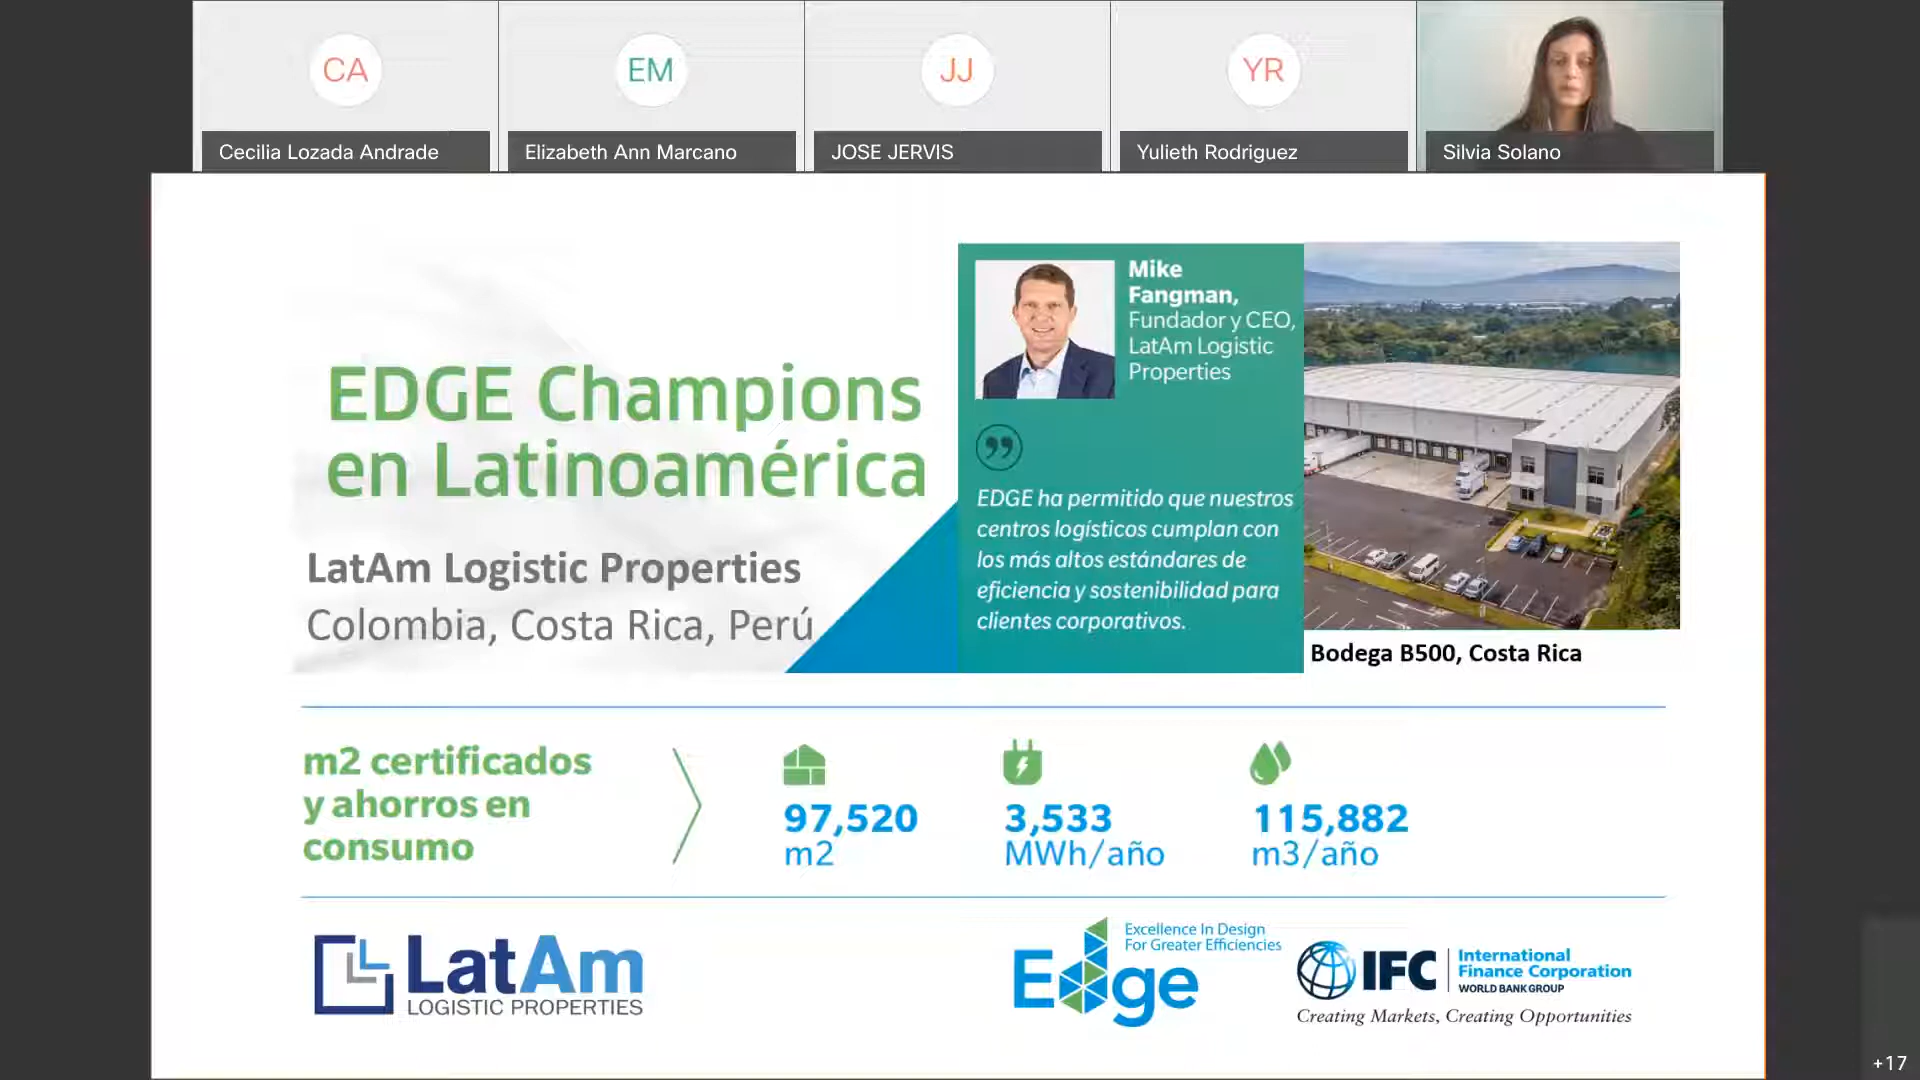 CA
EM
JJ
YR
Cecilia Lozada Andrade
Elizabeth Ann Marcano
JOSE JERVIS
Yulieth Rodriguez
Silvia Solano
EDGE Champions
en Latinoamérica
LatAm Logistic Properties
Colombia, Costa Rica, Perú
Mike
Fangman,
Fundador y CEO,
LatAm Logistic
Properties
EDGE ha permitido que nuestros
centros logísticos cumplan con
los más altos estándares de
eficiencia y sostenibilidad para
clientes corporativos.
Bodega B500, Costa Rica
m2 certificados
y ahorros en
consumo
97,520
m2
3,533
MWh/año
115,882
m3/año
LatAm
LOGISTIC PROPERTIES
Edge
Excellence In Design
For Greater Efficiencies
IFC
International
Finance Corporation
WORLD BANK GROUP
Creating Markets, Creating Opportunities
+17